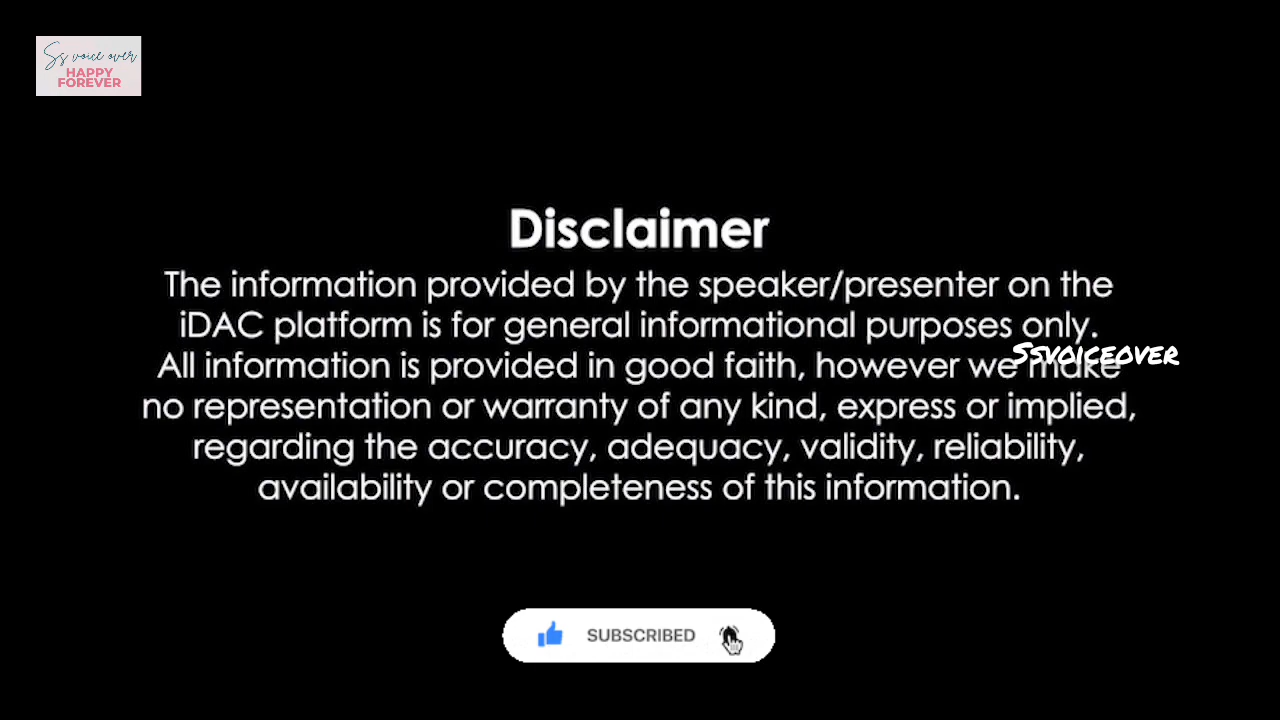 Ss voice over
HAPPY
FOREVER
Disclaimer
The information provided by the speaker/presenter on the
iDAC platform is for general informational purposes only.
Ssvoiceover
All information is provided in good faith, however we make
no representation or warranty of any kind, express or implied,
regarding the accuracy, adequacy, validity, reliability,
availability or completeness of this information.
SUBSCRIBED